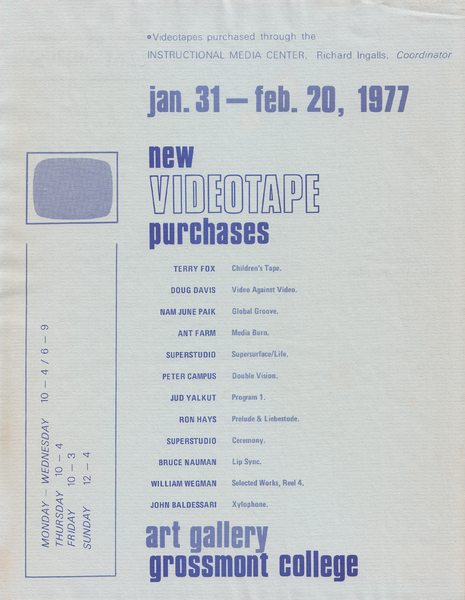 •Videotapes purchased through the
INSTRUCTIONAL MEDIA CENTER, Richard Ingalls, Coordinator
jan. 31 — feb. 20, 1977
new
VIDEOTAPE
purchases
TERRY FOX Children's Tape.
DOUG DAVIS Video Against Video.
NAM JUNE PAIK Global Groove.
ANT FARM Media Burn.
SUPERSTUDIO Supersurface/Life.
PETER CAMPUS Double Vision.
JUD YALKUT Program 1.
RON HAYS Prelude & Liebestode.
SUPERSTUDIO Ceremony.
BRUCE NAUMAN Lip Sync.
WILLIAM WEGMAN Selected Works, Reel 4.
JOHN BALDESSARI Xylophone.
art gallery
grossmont college
MONDAY — WEDNESDAY 10 — 4 / 6 — 9
THURSDAY 10 — 4
FRIDAY 10 — 3
SUNDAY 12 — 4